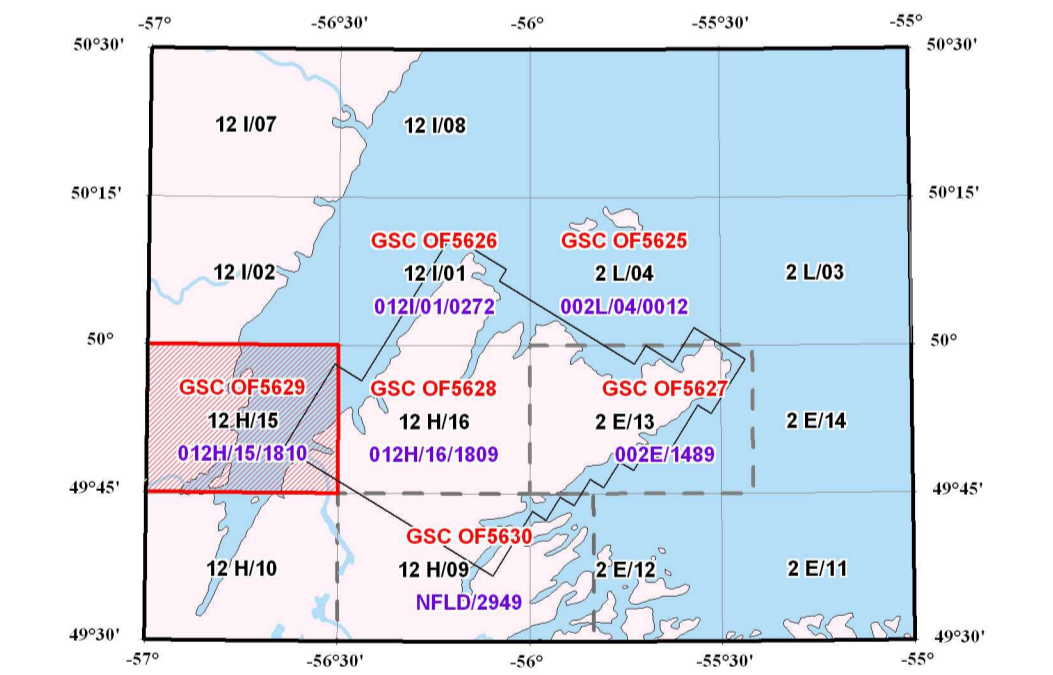 -57° -56°30' -56° -55°30' -55°
50°30' 50°30'
12 I/07 12 I/08
50°15' 50°15'
GSC OF5626 GSC OF5625
12 I/02 12 I/01 2 L/04 2 L/03
012I/01/0272 002L/04/0012
50° 50°
GSC OF5629 GSC OF5628 GSC OF5627
12 H/15 12 H/16 2 E/13 2 E/14
012H/15/1810 012H/16/1809 002E/1489
49°45' 49°45'
GSC OF5630
12 H/10 12 H/09 2 E/12 2 E/11
NFLD/2949
49°30' 49°30'
-57° -56°30' -56° -55°30' -55°